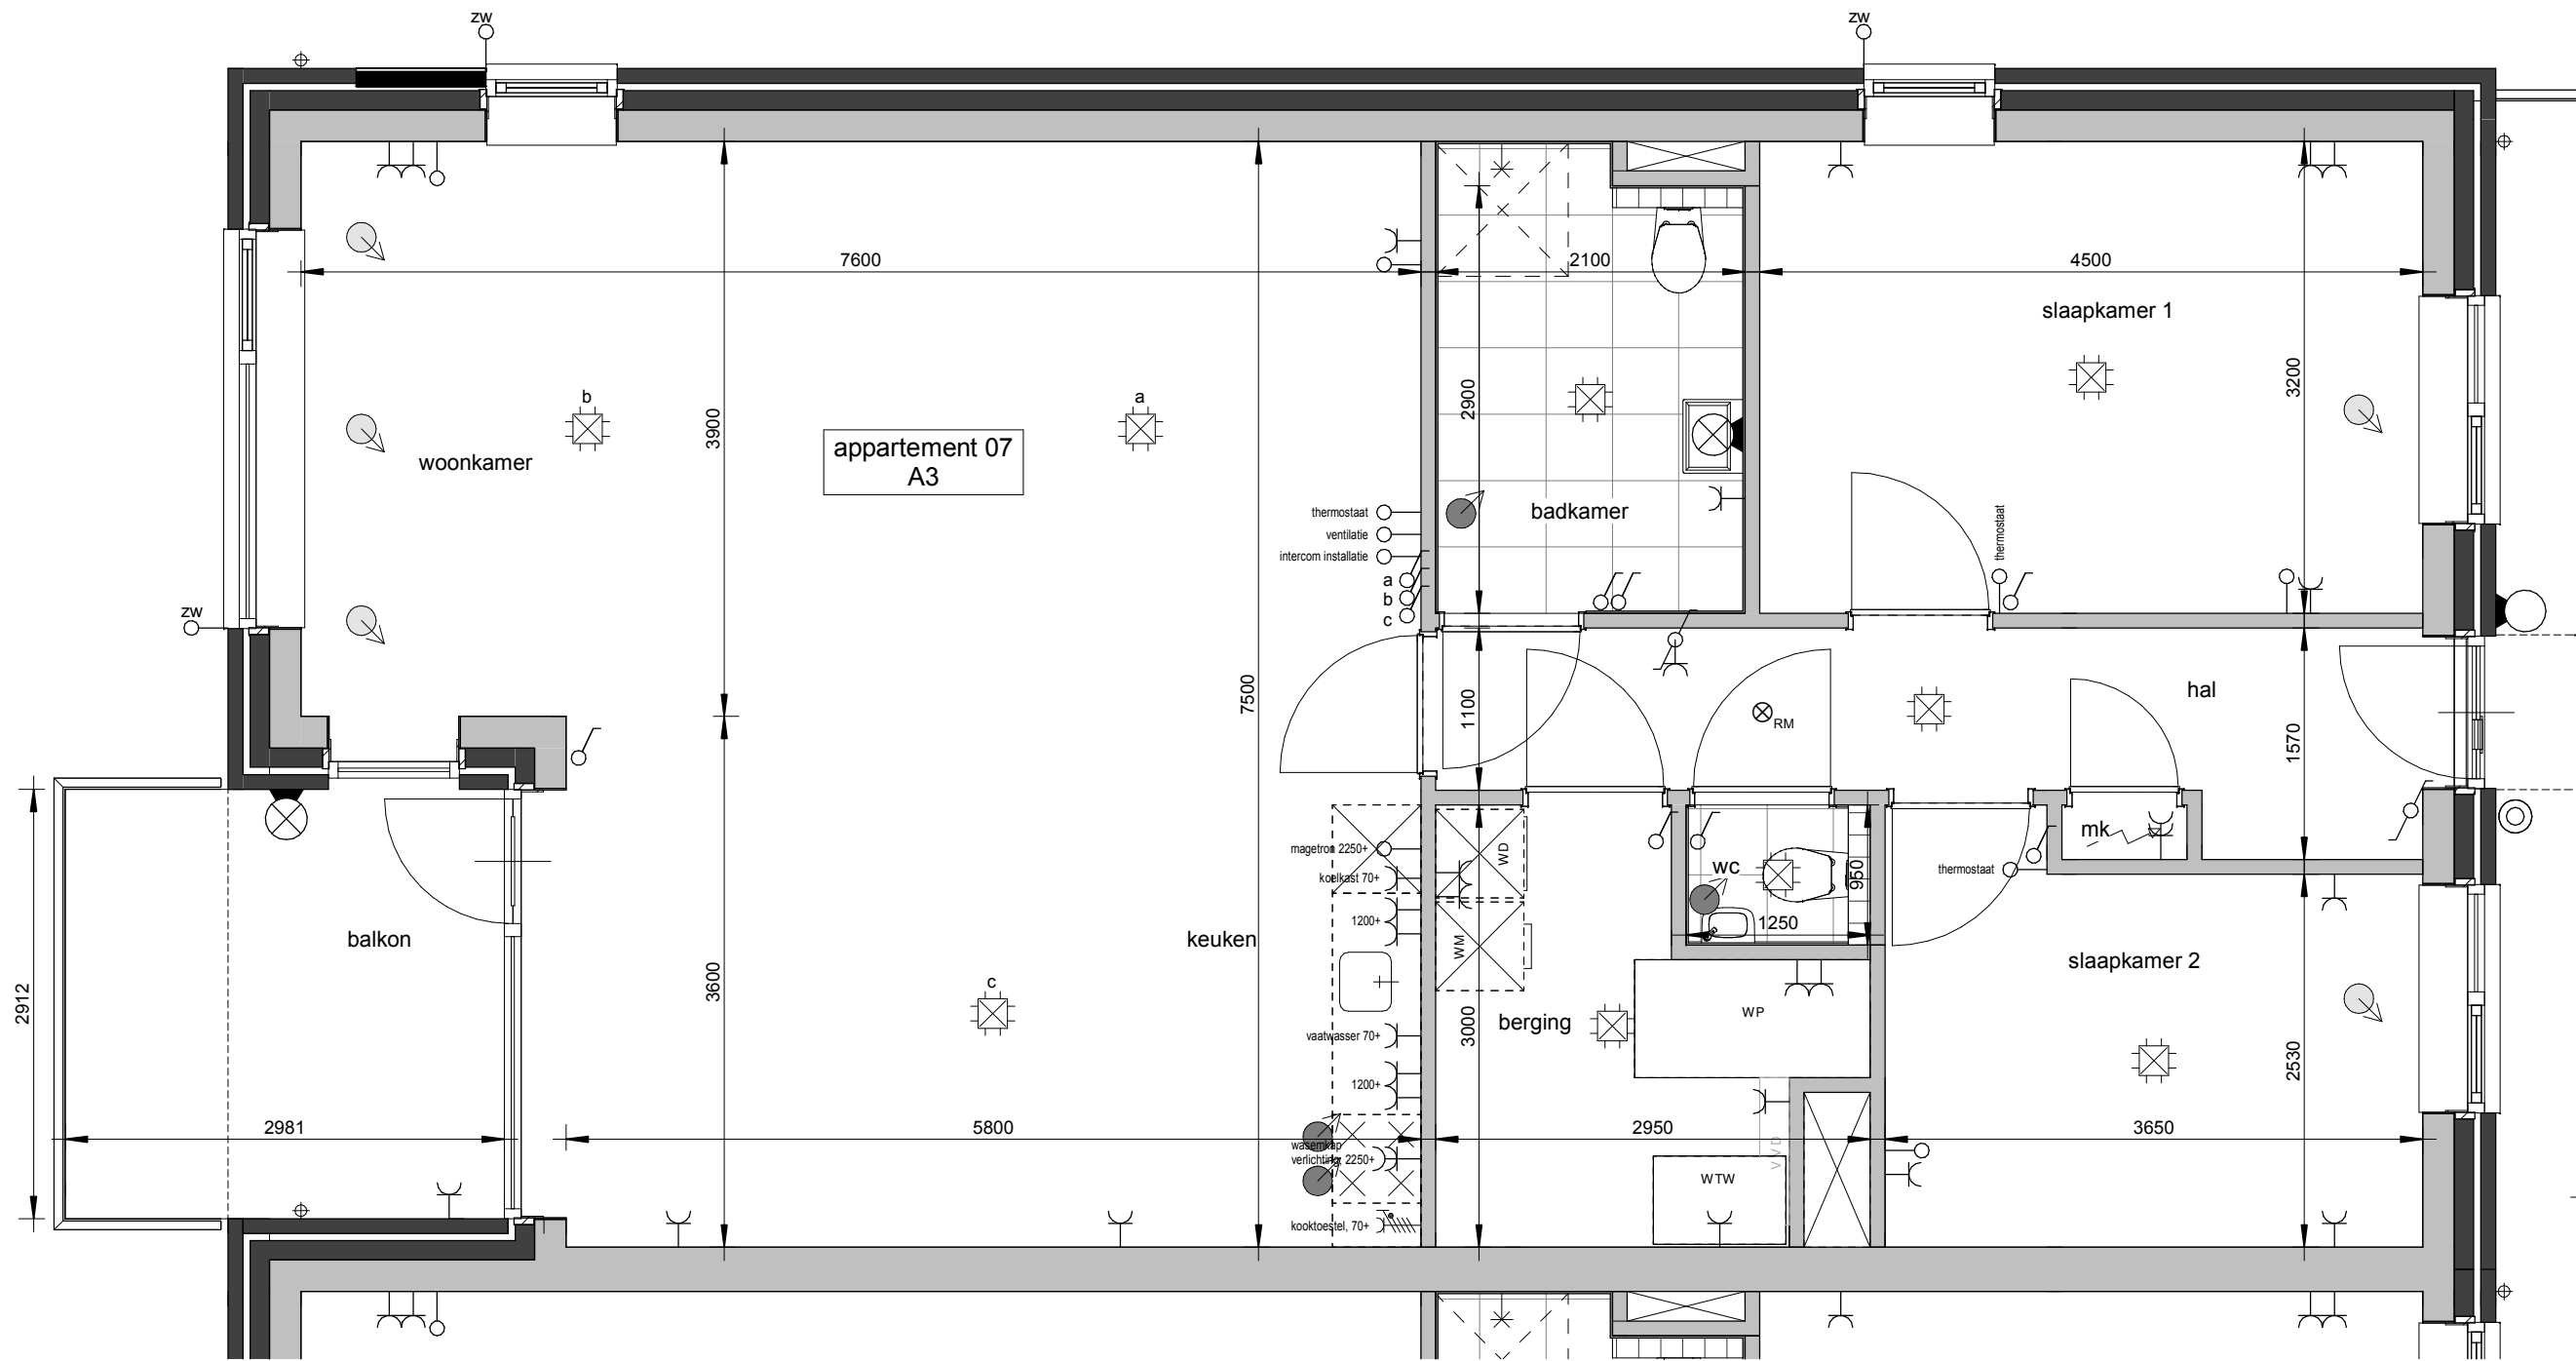 zw
zw
7600
2100
4500
slaapkamer 1
b
a
3900
2900
3200
appartement 07
A3
woonkamer
badkamer
thermostaat
ventilatie
intercom installatie
thermostaat
a
b
c
zw
7500
1100
RM
hal
1570
mk
magetron 2250+
koelkast 70+
WD
wc
950
thermostaat
1200+
1250
balkon
keuken
WM
slaapkamer 2
2912
3600
c
3000
berging
WP
vaatwasser 70+
2530
1200+
2981
5800
2950
3650
wasemkap
verlichting, 2250+
VVD
WTW
kooktoestel, 70+